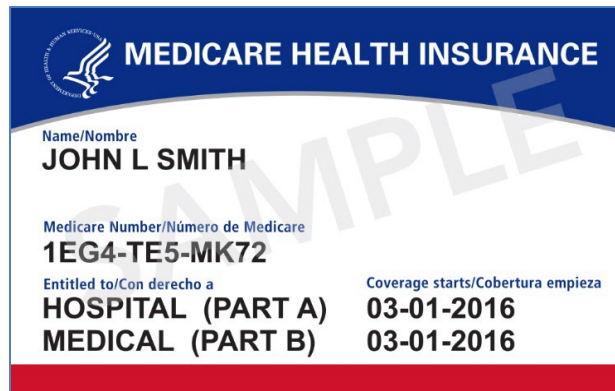 MEDICARE HEALTH INSURANCE
Name/Nombre
JOHN L SMITH
Medicare Number/Número de Medicare
1EG4-TE5-MK72
Entitled to/Con derecho a Coverage starts/Cobertura empieza
HOSPITAL (PART A) 03-01-2016
MEDICAL (PART B) 03-01-2016
SAMPLE